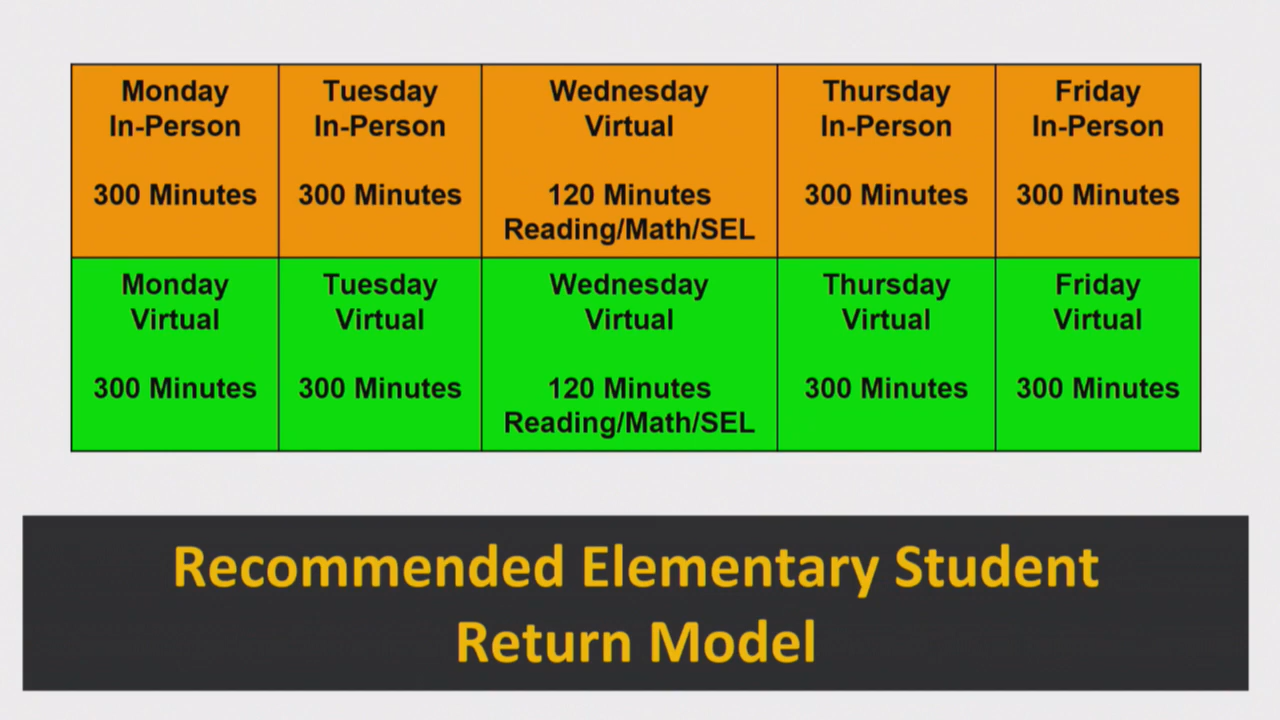 Monday
In-Person
300 Minutes
Tuesday
In-Person
300 Minutes
Wednesday
Virtual
120 Minutes
Reading/Math/SEL
Thursday
In-Person
300 Minutes
Friday
In-Person
300 Minutes
Monday
Virtual
300 Minutes
Tuesday
Virtual
300 Minutes
Wednesday
Virtual
120 Minutes
Reading/Math/SEL
Thursday
Virtual
300 Minutes
Friday
Virtual
300 Minutes
Recommended Elementary Student
Return Model